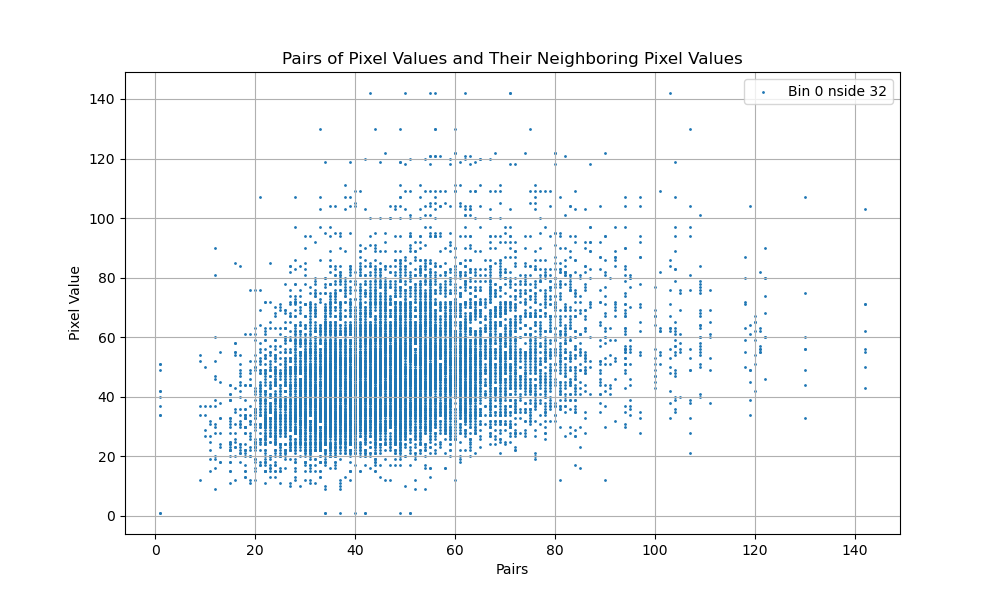 Pairs of Pixel Values and Their Neighboring Pixel Values
Bin 0 nside 32
Pixel Value
140
120
100
80
60
40
20
0
0 20 40 60 80 100 120 140
Pairs